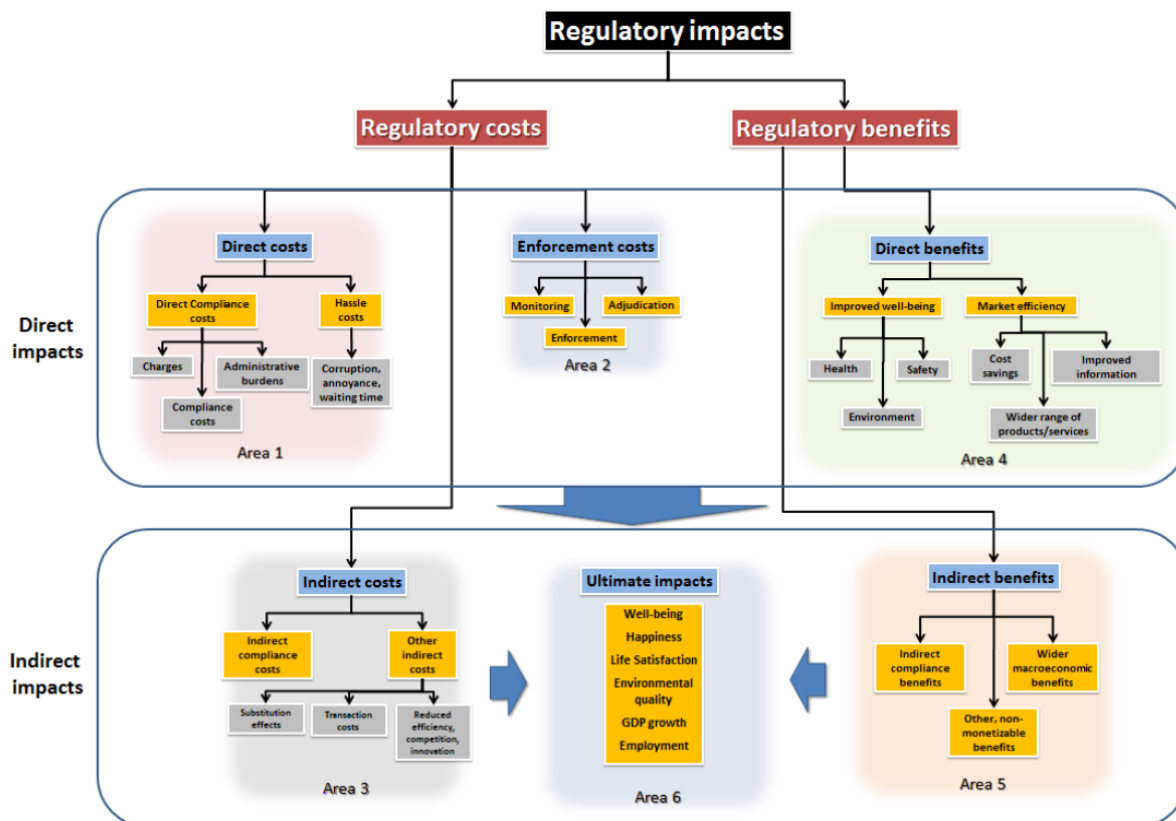 Regulatory impacts
Regulatory costs
Regulatory benefits
Direct
impacts
Direct costs
Direct Compliance
costs
Hassle
costs
Charges
Administrative
burdens
Compliance
costs
Corruption,
annoyance,
waiting time
Area 1
Enforcement costs
Monitoring
Adjudication
Enforcement
Area 2
Direct benefits
Improved well-being
Market efficiency
Health
Safety
Environment
Cost
savings
Improved
information
Wider range of
products/services
Area 4
Indirect
impacts
Indirect costs
Indirect
compliance
costs
Other
indirect
costs
Substitution
effects
Transaction
costs
Reduced
efficiency,
competition,
innovation
Area 3
Ultimate impacts
Well-being
Happiness
Life Satisfaction
Environmental
quality
GDP growth
Employment
Area 6
Indirect benefits
Indirect
compliance
benefits
Wider
macroeconomic
benefits
Other, non-
monetizable
benefits
Area 5